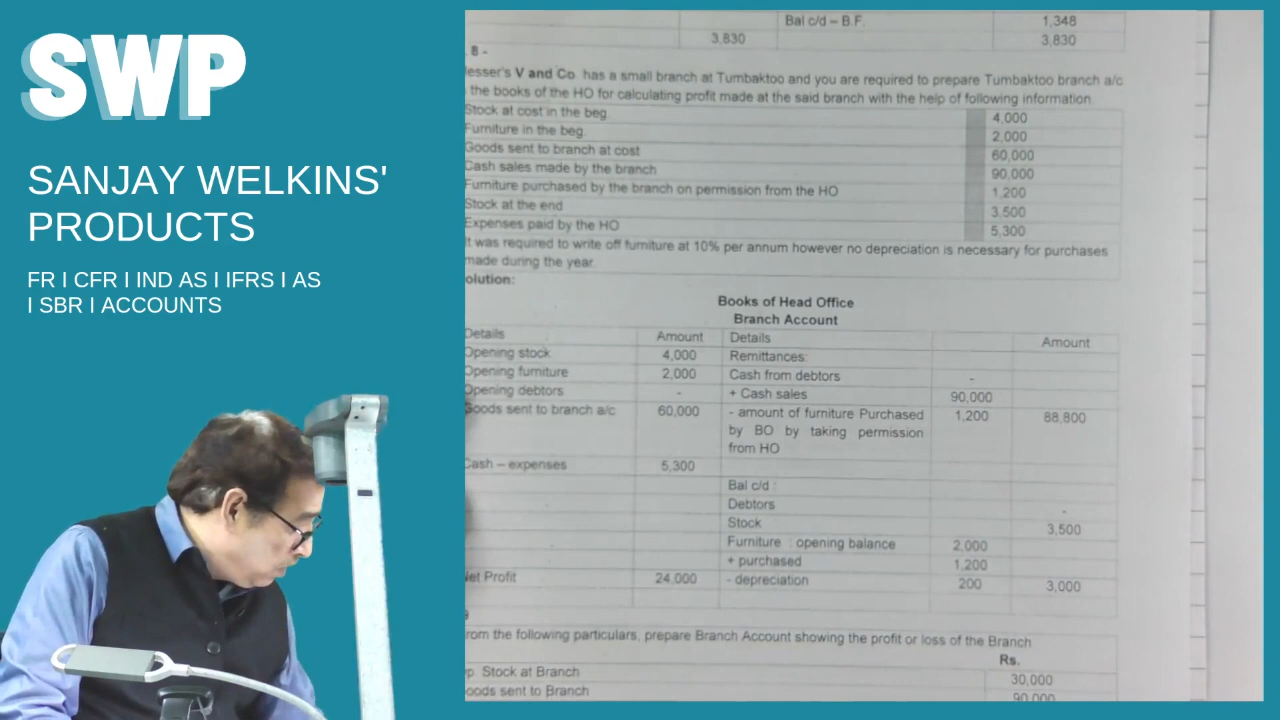 SWP
SANJAY WELKINS'
PRODUCTS
FR I CFR I IND AS I IFRS I AS
I SBR I ACCOUNTS
Bal c/d – B.F. 1,348
3,830 3,830
8 -
esser's V and Co has a small branch at Tumbaktoo and you are required to prepare Tumbaktoo branch a/c
the books of the HO for calculating profit made at the said branch with the help of following information
Stock at cost in the beg. 4,000
Furniture in the beg. 2,000
Goods sent to branch at cost 60,000
Cash sales made by the branch 90,000
Furniture purchased by the branch on permission from the HO 1,200
Stock at the end 3,500
Expenses paid by the HO 5,300
It was required to write off furniture at 10% per annum however no depreciation is necessary for purchases
made during the year.
olution:
Books of Head Office
Branch Account
Details Amount Details Amount
Opening stock 4,000 Remittances:
Opening furniture 2,000 Cash from debtors -
Opening debtors - + Cash sales 90,000
Goods sent to branch a/c 60,000 - amount of furniture Purchased 1,200 88,800
by BO by taking permission
from HO
Cash – expenses 5,300
Bal c/d :
Debtors -
Stock 3,500
Furniture : opening balance 2,000
+ purchased 1,200
Net Profit 24,000 - depreciation 200 3,000
9
rom the following particulars, prepare Branch Account showing the profit or loss of the Branch
Rs.
p Stock at Branch 30,000
oods sent to Branch 90,000